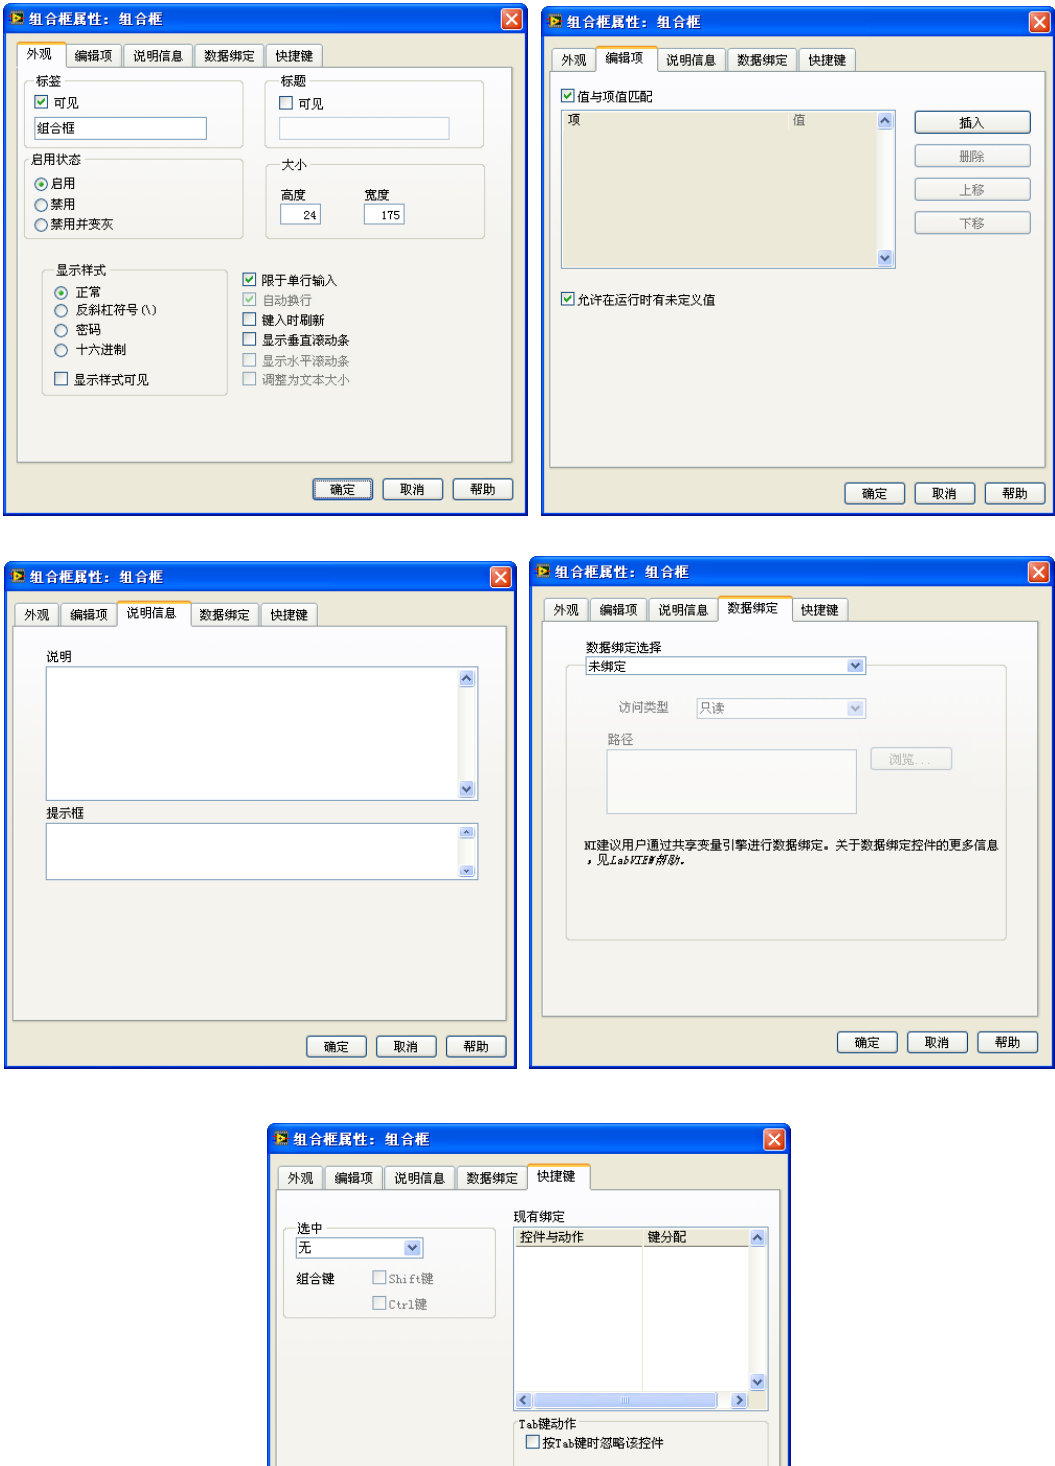 组合框属性: 组合框
外观 编辑项 说明信息 数据绑定 快捷键
标签
可见
组合框
标题
可见
启用状态
启用
禁用
禁用并变灰
大小
高度 宽度
24 175
显示样式
正常
反斜杠符号(\)
密码
十六进制
显示样式可见
限于单行输入
自动换行
键入时刷新
显示垂直滚动条
显示水平滚动条
调整为文本大小
确定 取消 帮助
组合框属性: 组合框
外观 编辑项 说明信息 数据绑定 快捷键
值与项值匹配
项 值
插入
删除
上移
下移
允许在运行时有未定义值
确定 取消 帮助
组合框属性: 组合框
外观 编辑项 说明信息 数据绑定 快捷键
说明
提示框
确定 取消 帮助
组合框属性: 组合框
外观 编辑项 说明信息 数据绑定 快捷键
数据绑定选择
未绑定
访问类型 只读
路径
浏览...
NI建议用户通过共享变量引擎进行数据绑定。关于数据绑定控件的更多信息
，见LabVIEW帮助。
确定 取消 帮助
组合框属性: 组合框
外观 编辑项 说明信息 数据绑定 快捷键
选中
无
组合键 Shift键
Ctrl键
现有绑定
控件与动作 键分配
Tab键动作
按Tab键时忽略该控件